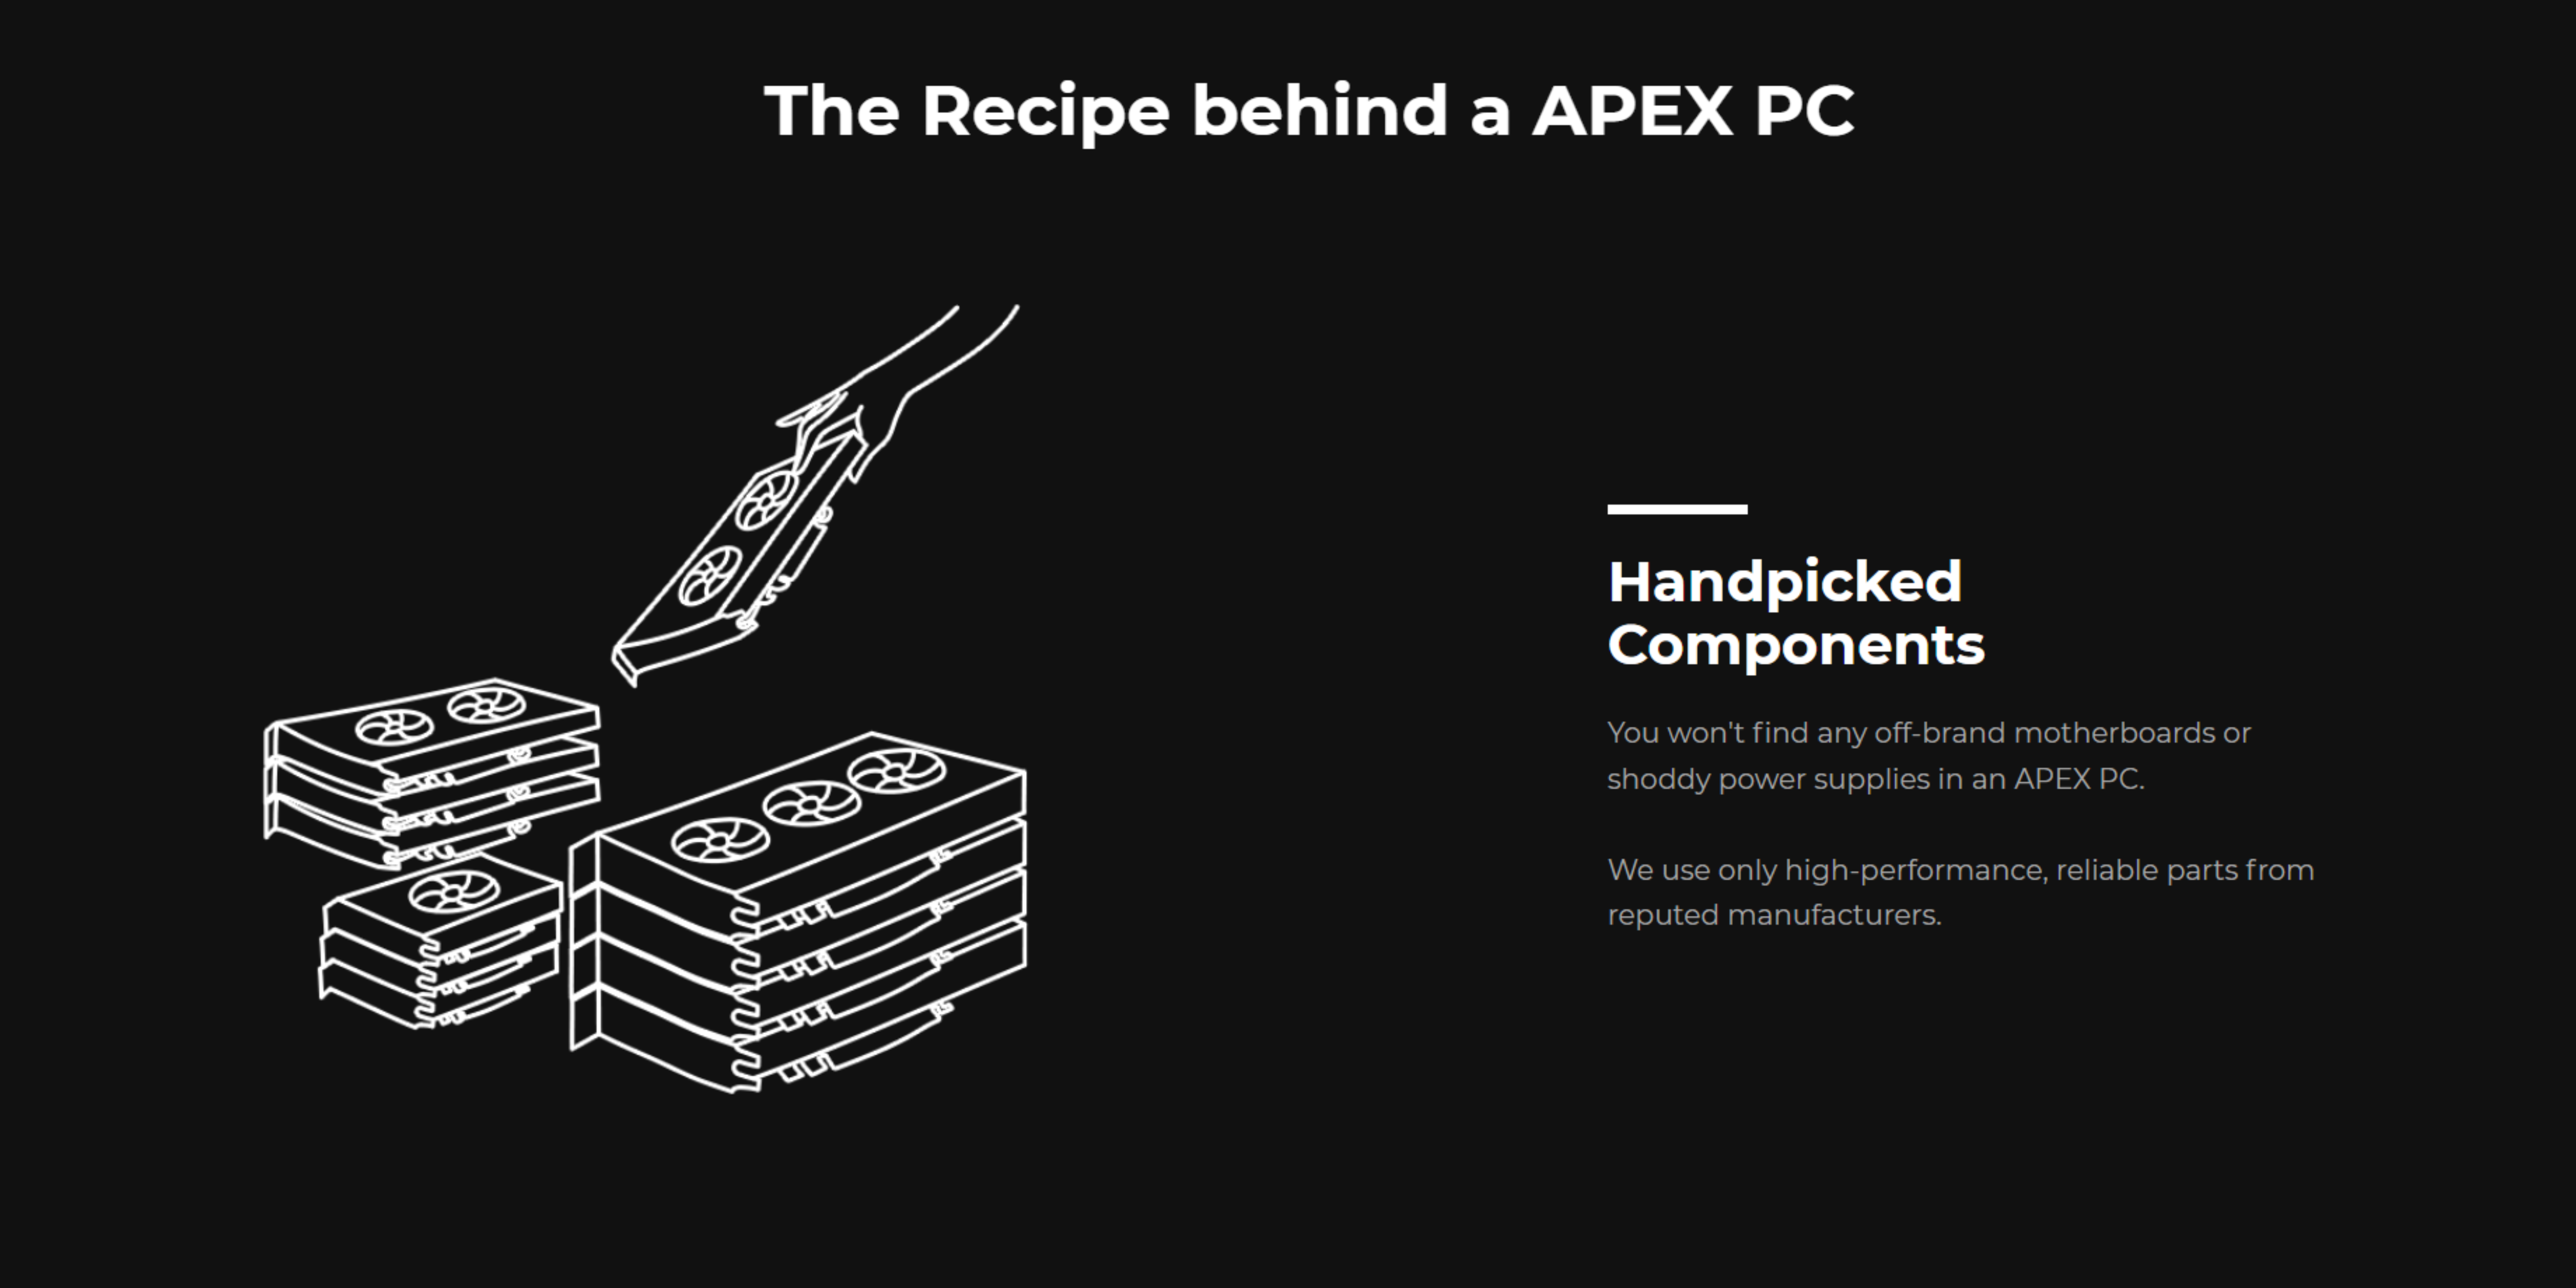 The Recipe behind a APEX PC
Handpicked
Components
You won't find any off-brand motherboards or
shoddy power supplies in an APEX PC.
We use only high-performance, reliable parts from
reputed manufacturers.